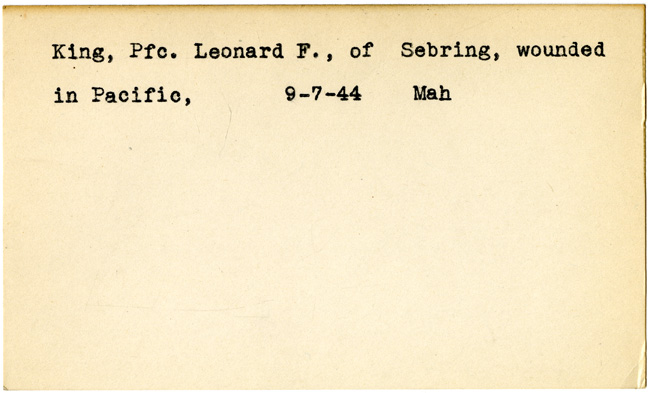 King, Pfc. Leonard F., of Sebring, wounded
in Pacific, 9-7-44 Mah